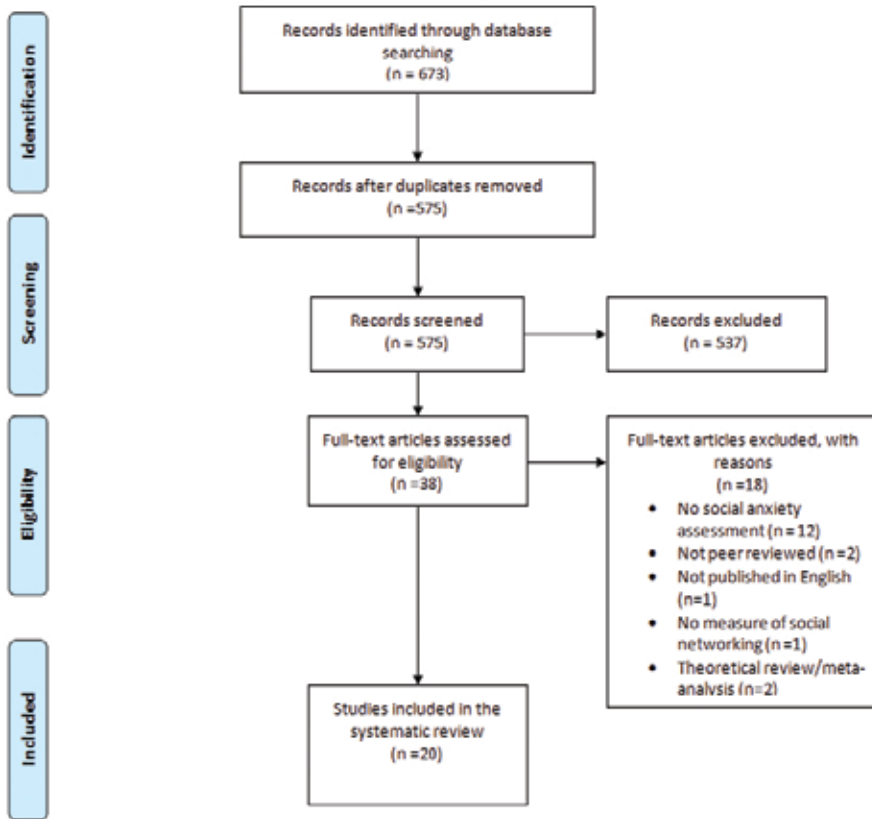 Identification
Records identified through database
searching
(n = 673)
Records after duplicates removed
(n =575)
Screening
Records screened
(n = 575)
Records excluded
(n = 537)
Eligibility
Full-text articles assessed
for eligibility
(n =38)
Full-text articles excluded, with
reasons
(n =18)
• No social anxiety
assessment (n = 12)
• Not peer reviewed (n =2)
• Not published in English
(n=1)
• No measure of social
networking (n =1)
• Theoretical review/meta-
analysis (n=2)
Included
Studies included in the
systematic review
(n =20)